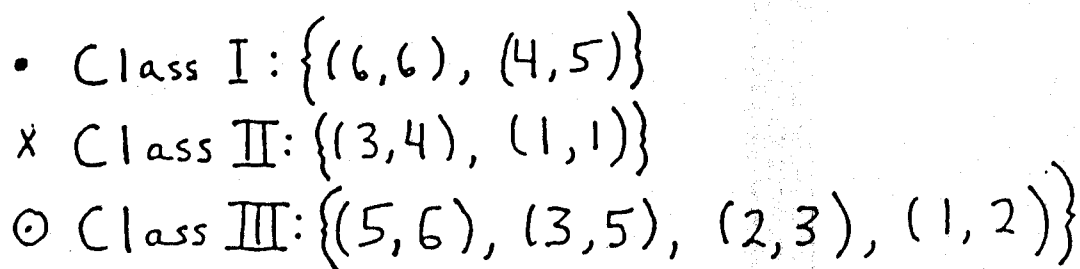 • Class I: {(6,6), (4,5)}
x Class II: {(3,4), (1,1)}
⊙ Class III: {(5,6), (3,5), (2,3), (1,2)}